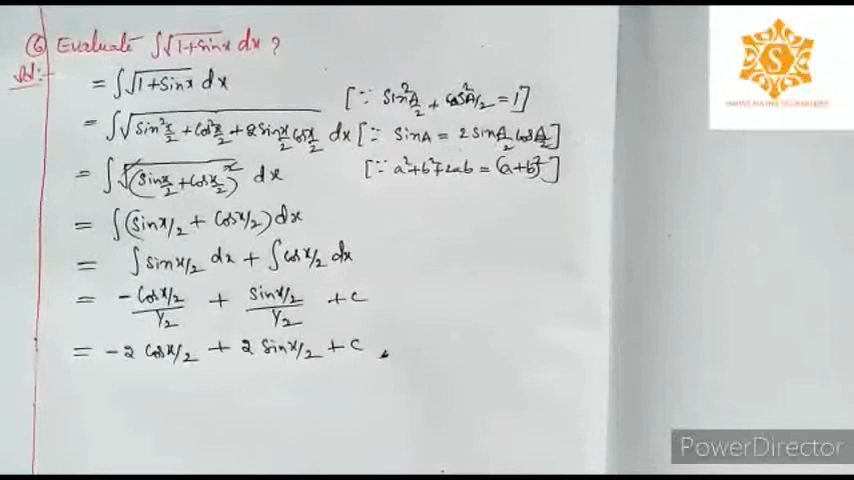 ⑥ Evaluate ∫√1+sinx dx ?
Sol:-
= ∫√1+Sinx dx
[∵ Sin²A/2 + Cos²A/2 = 1]
= ∫√Sin²x/2 + Cos²x/2 + 2Sinx/2 Cosx/2 dx [∵ SinA = 2SinA/2 CosA/2]
= ∫√(Sinx/2 + Cosx/2)² dx [∵ a²+b²+2ab = (a+b)²]
= ∫(Sinx/2 + Cosx/2)dx
= ∫Sinx/2 dx + ∫Cosx/2 dx
= -Cosx/2 / 1/2 + Sinx/2 / 1/2 + C
= -2 Cosx/2 + 2 Sinx/2 + C
S
PowerDirector